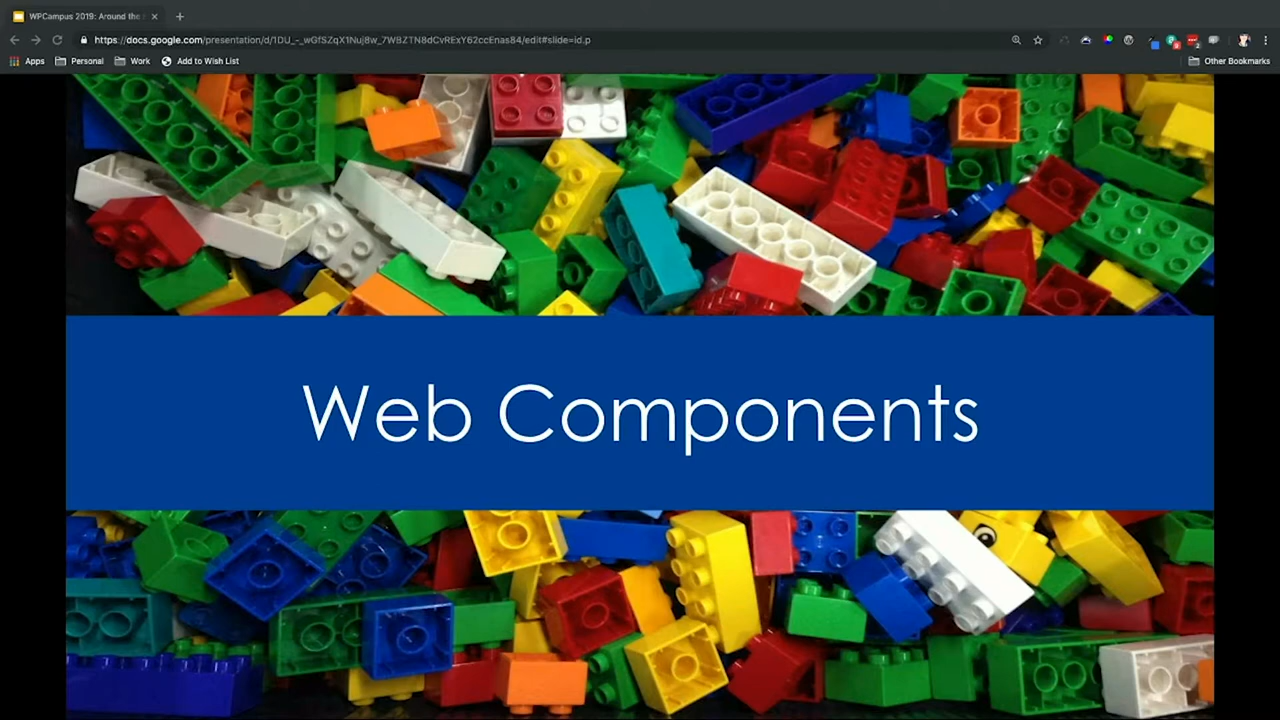 WPCampus 2019: Around the
https://docs.google.com/presentation/d/1DU_-_wGfSZqX1Nuj8w_7WBZTN8dCvRExY62ccEnas84/edit#slide=id.p
Apps Personal Work Add to Wish List Other Bookmarks
Web Components